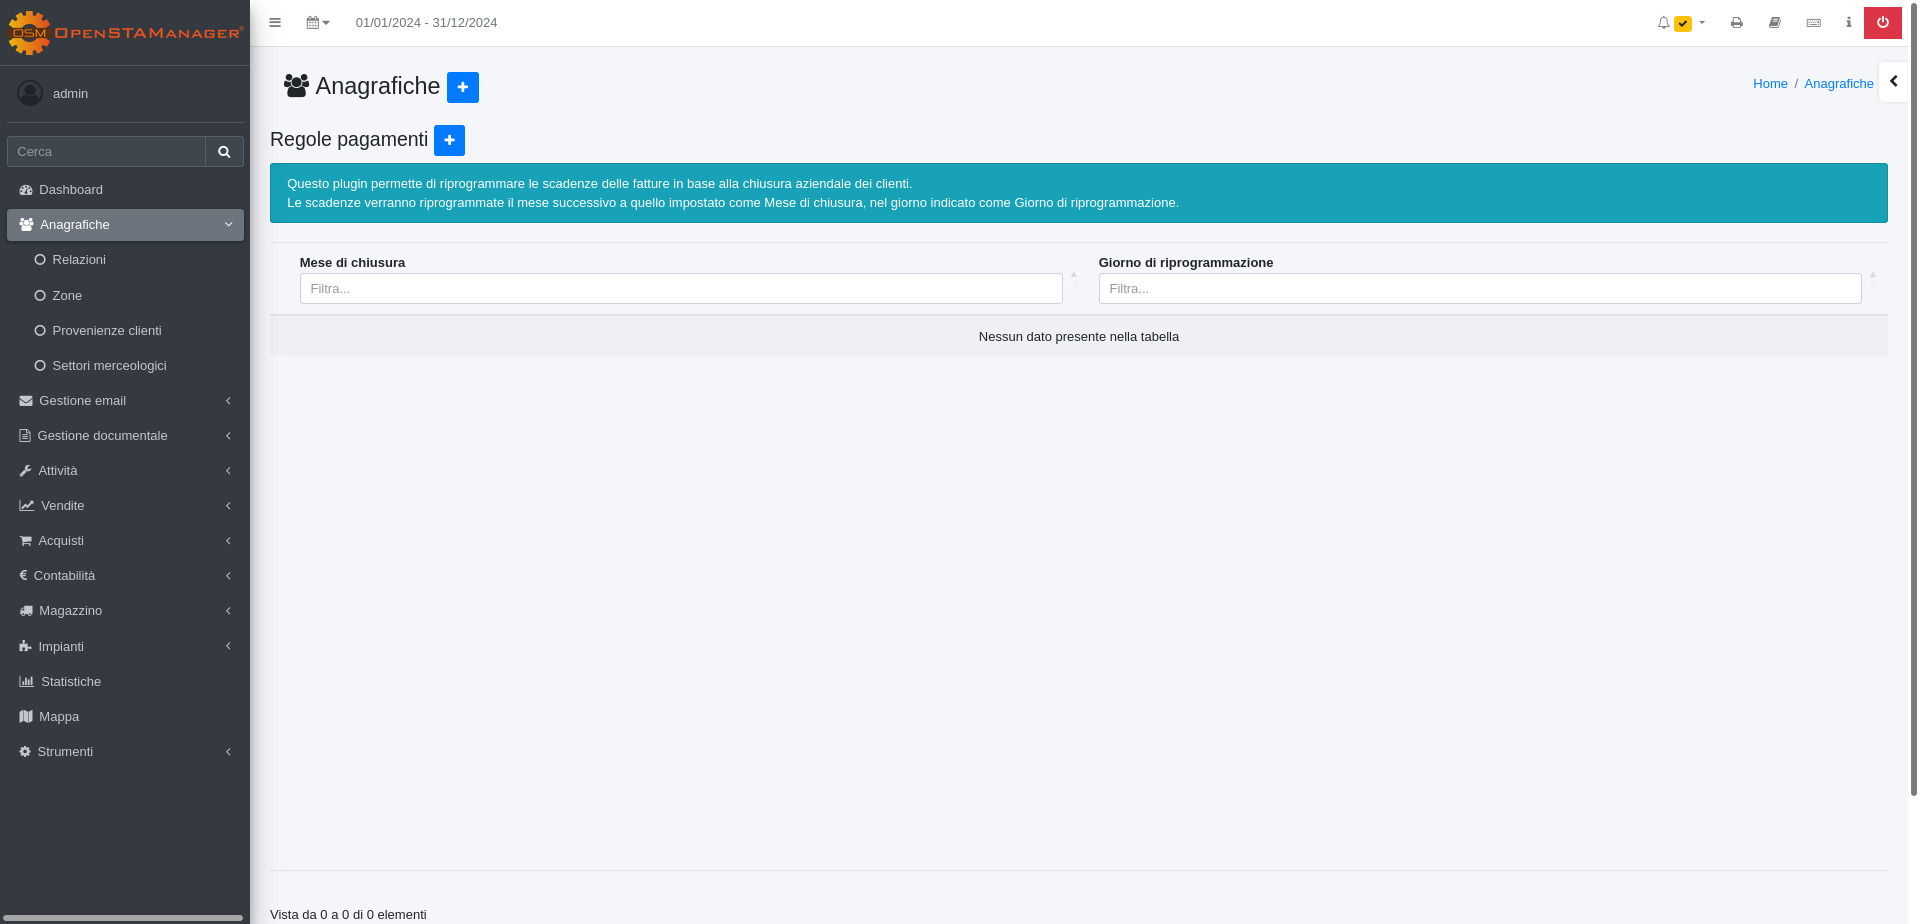 OSM OPENSTAMANAGER®
01/01/2024 - 31/12/2024
admin
Cerca
Dashboard
Anagrafiche
Relazioni
Zone
Provenienze clienti
Settori merceologici
Gestione email
Gestione documentale
Attività
Vendite
Acquisti
Contabilità
Magazzino
Impianti
Statistiche
Mappa
Strumenti
Anagrafiche
Home / Anagrafiche
Regole pagamenti
Questo plugin permette di riprogrammare le scadenze delle fatture in base alla chiusura aziendale dei clienti.
Le scadenze verranno riprogrammate il mese successivo a quello impostato come Mese di chiusura, nel giorno indicato come Giorno di riprogrammazione.
Mese di chiusura
Giorno di riprogrammazione
Filtra...
Filtra...
Nessun dato presente nella tabella
Vista da 0 a 0 di 0 elementi